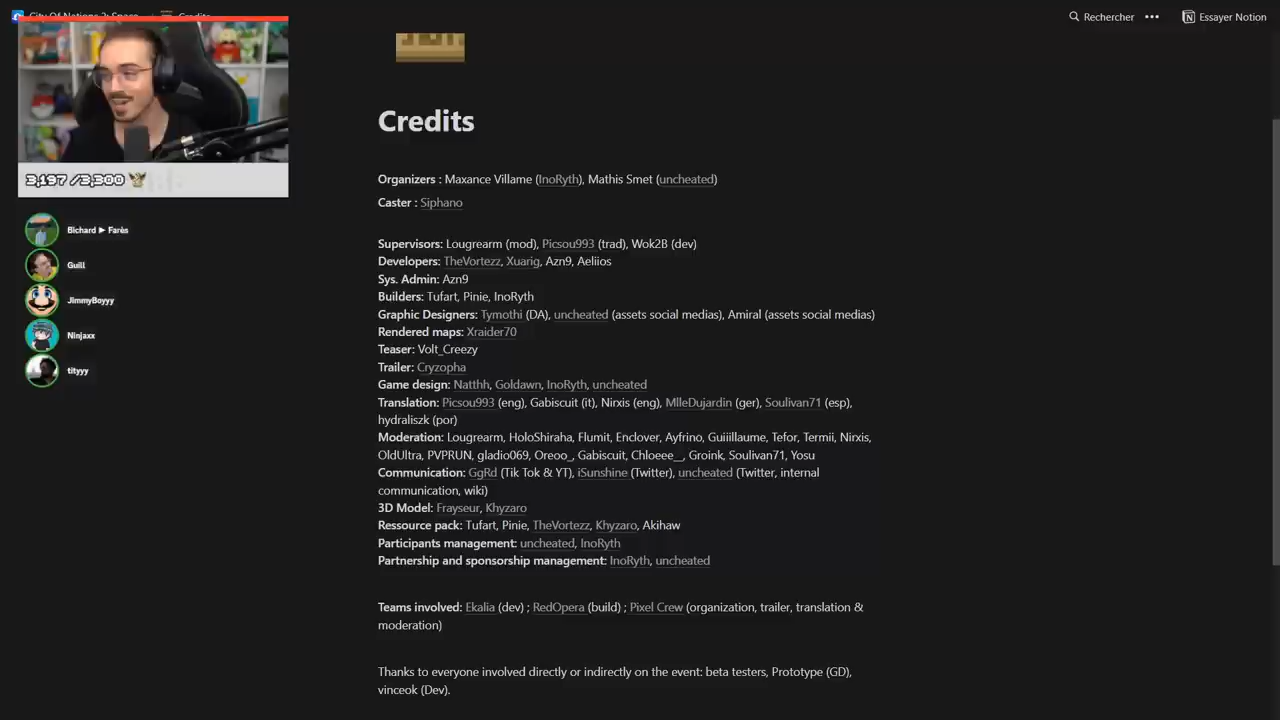 City Of Nations 2: Space
Credits
Rechercher
Essayer Notion
3,197 /3,300
Bichard ► Farès
Guill
JimmyBoyyy
Ninjaxx
tityyy
Credits
Organizers : Maxance Villame (InoRyth), Mathis Smet (uncheated)
Caster : Siphano
Supervisors: Lougrearm (mod), Picsou993 (trad), Wok2B (dev)
Developers: TheVortezz, Xuarig, Azn9, Aeliios
Sys. Admin: Azn9
Builders: Tufart, Pinie, InoRyth
Graphic Designers: Tymothi (DA), uncheated (assets social medias), Amiral (assets social medias)
Rendered maps: Xraider70
Teaser: Volt_Creezy
Trailer: Cryzopha
Game design: Natthh, Goldawn, InoRyth, uncheated
Translation: Picsou993 (eng), Gabiscuit (it), Nirxis (eng), MlleDujardin (ger), Soulivan71 (esp),
hydraliszk (por)
Moderation: Lougrearm, HoloShiraha, Flumit, Enclover, Ayfrino, Guiiillaume, Tefor, Termii, Nirxis,
OldUltra, PVPRUN, gladio069, Oreoo_, Gabiscuit, Chloeee__, Groink, Soulivan71, Yosu
Communication: GgRd (Tik Tok & YT), iSunshine (Twitter), uncheated (Twitter, internal
communication, wiki)
3D Model: Frayseur, Khyzaro
Ressource pack: Tufart, Pinie, TheVortezz, Khyzaro, Akihaw
Participants management: uncheated, InoRyth
Partnership and sponsorship management: InoRyth, uncheated
Teams involved: Ekalia (dev) ; RedOpera (build) ; Pixel Crew (organization, trailer, translation &
moderation)
Thanks to everyone involved directly or indirectly on the event: beta testers, Prototype (GD),
vinceok (Dev).